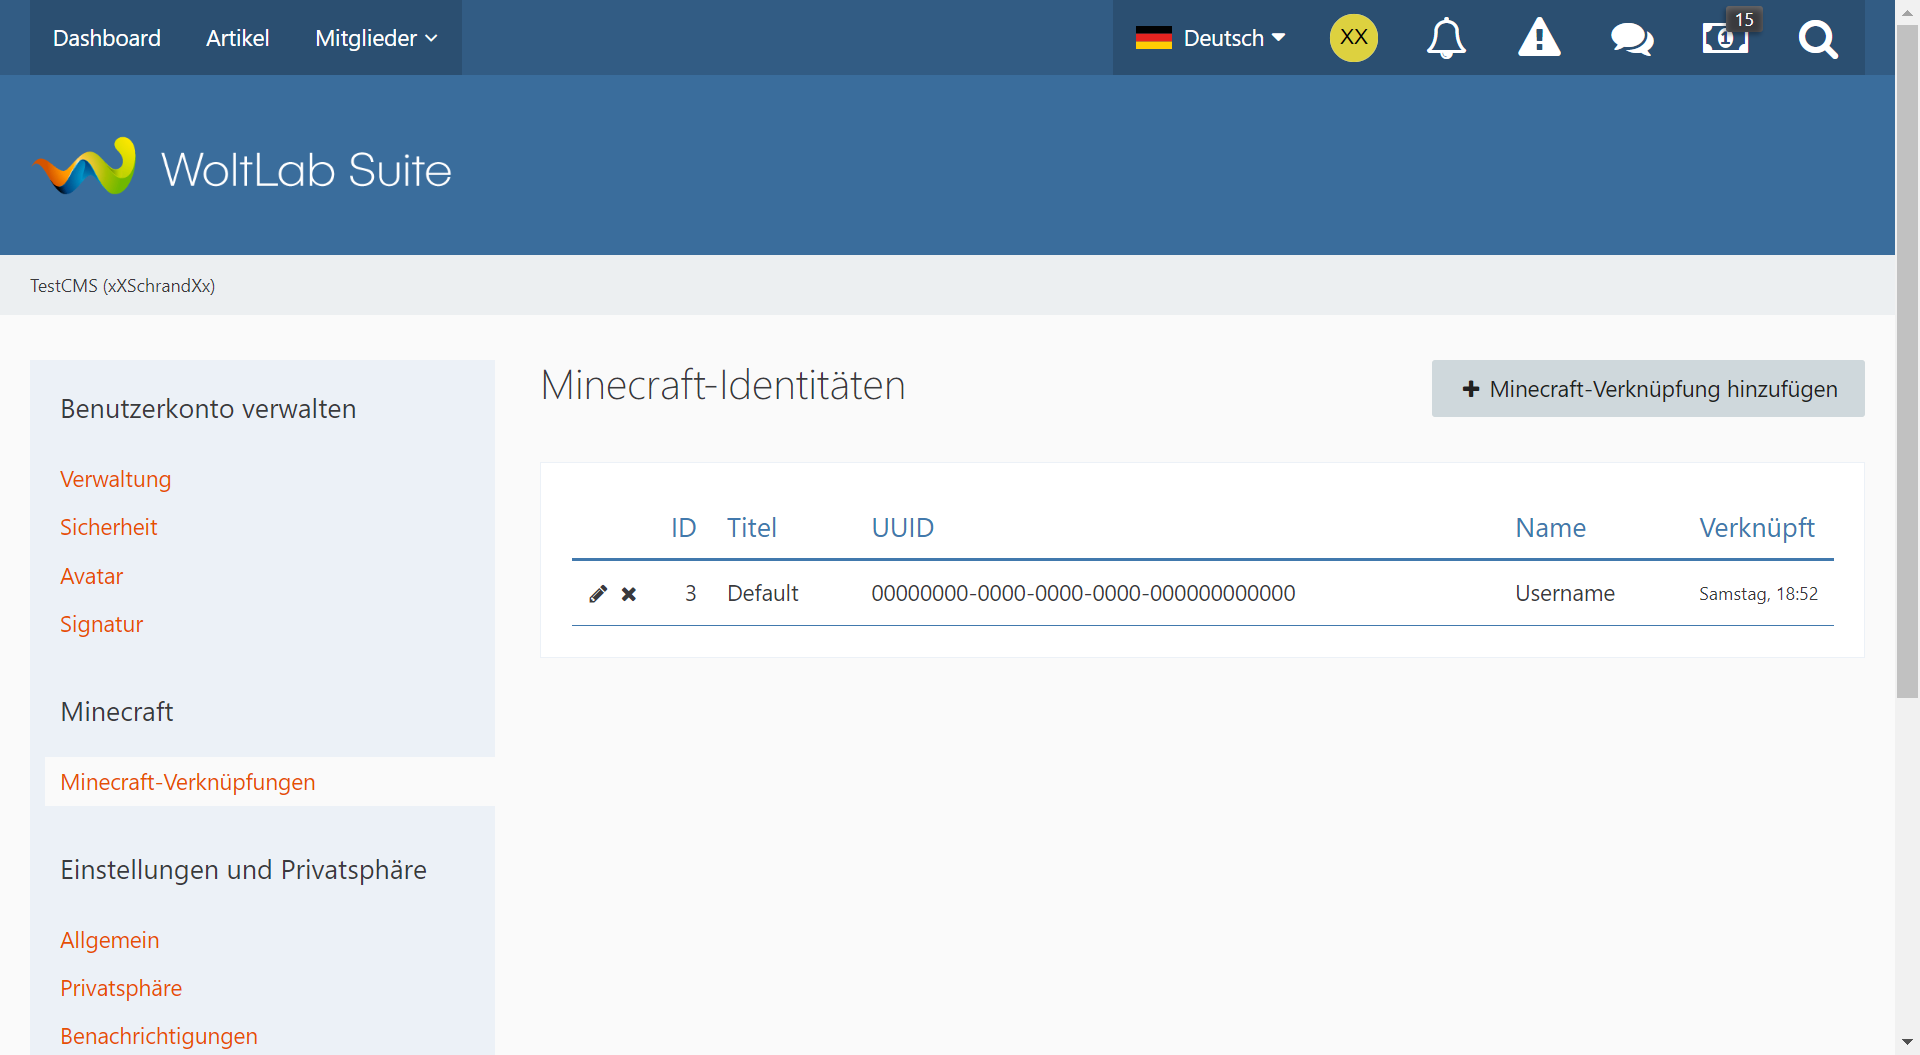 Dashboard Artikel Mitglieder
Deutsch XX 15
WoltLab Suite
TestCMS (xXSchrandXx)
Benutzerkonto verwalten
Verwaltung
Sicherheit
Avatar
Signatur
Minecraft
Minecraft-Verknüpfungen
Einstellungen und Privatsphäre
Allgemein
Privatsphäre
Benachrichtigungen
Minecraft-Identitäten
Minecraft-Verknüpfung hinzufügen
ID Titel UUID Name Verknüpft
3 Default 00000000-0000-0000-0000-000000000000 Username Samstag, 18:52